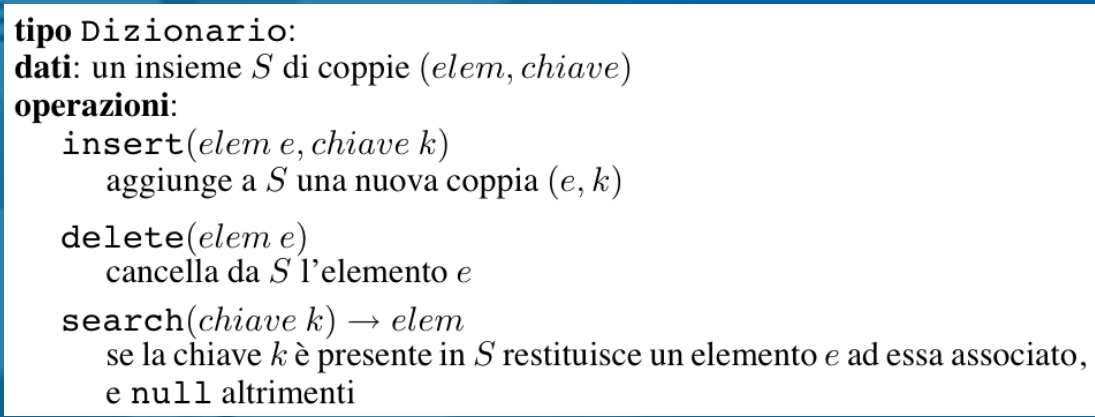 tipo Dizionario:
dati: un insieme S di coppie (elem, chiave)
operazioni:
insert(elem e, chiave k)
aggiunge a S una nuova coppia (e, k)
delete(elem e)
cancella da S l'elemento e
search(chiave k) → elem
se la chiave k è presente in S restituisce un elemento e ad essa associato,
e null altrimenti